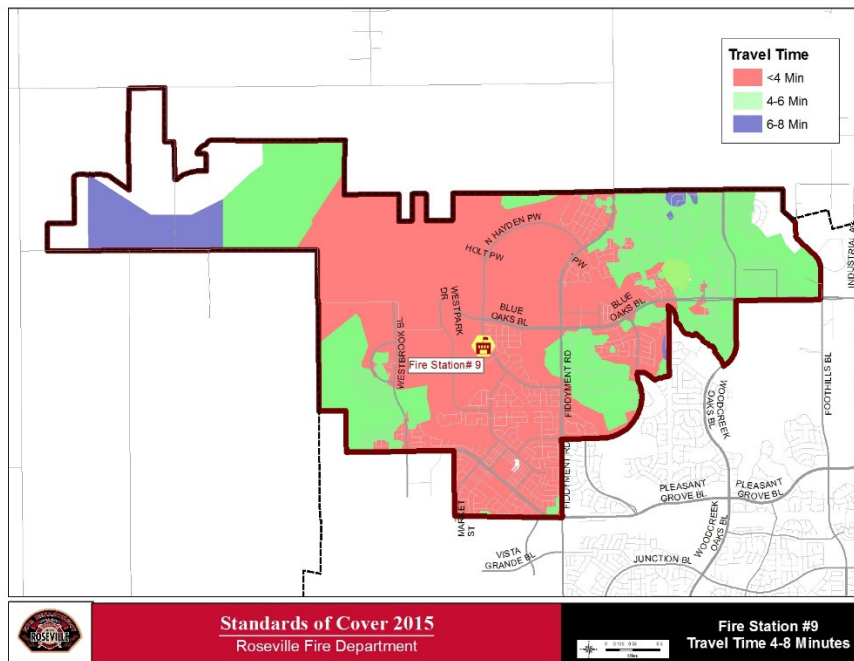 Travel Time
<4 Min
4-6 Min
6-8 Min
N HAYDEN PW
HOLT PW
PW
INDUSTRIAL AV
WESTPARK
DR
BLUE
OAKS BL
BLUE
OAKS BL
WESTBROOK BL
Fire Station# 9
FIDDYMENT RD
FOOTHILLS BL
WOODCREEK
OAKS BL
FIDDYMENT RD
PLEASANT
GROVE BL
PLEASANT
GROVE BL
MARKET
ST
WOODCREEK
OAKS BL
VISTA
GRANDE BL
JUNCTION BL
ROSEVILLE
Standards of Cover 2015
Roseville Fire Department
Fire Station #9
Travel Time 4-8 Minutes
Miles